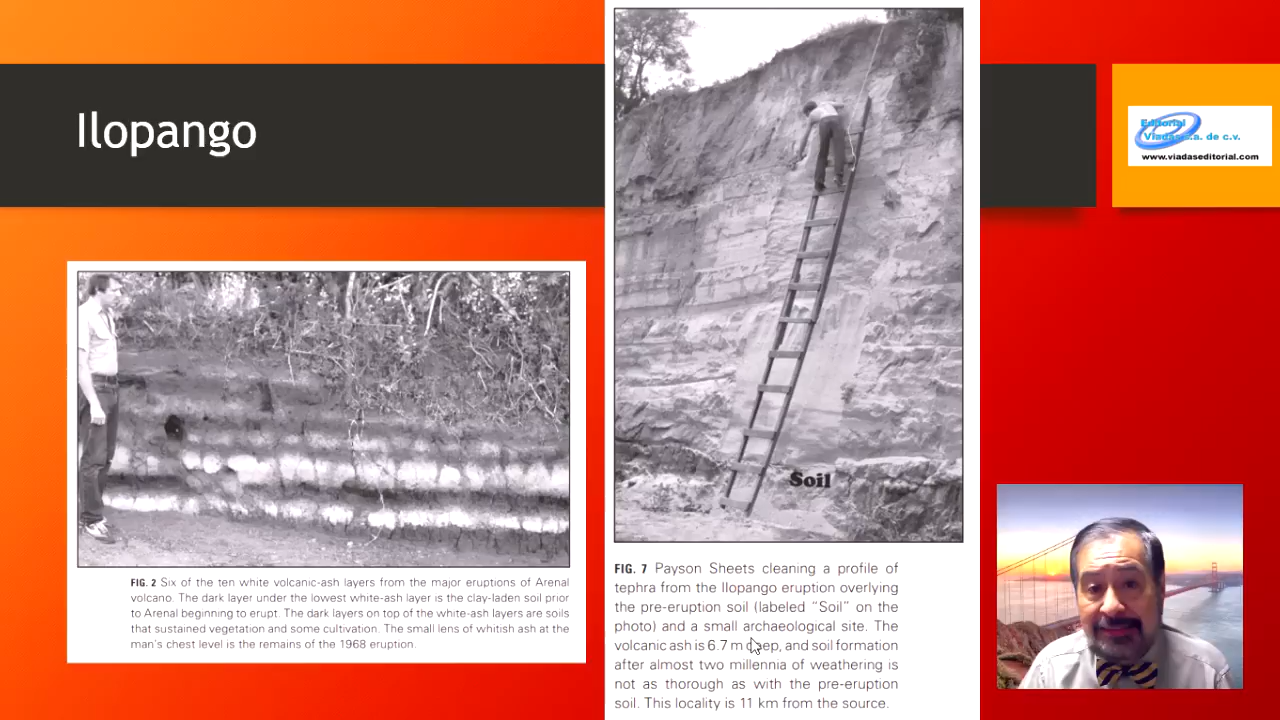 Ilopango
Editorial
Viadas s.a. de c.v.
www.viadaseditorial.com
FIG. 2 Six of the ten white volcanic-ash layers from the major eruptions of Arenal
volcano. The dark layer under the lowest white-ash layer is the clay-laden soil prior
to Arenal beginning to erupt. The dark layers on top of the white-ash layers are soils
that sustained vegetation and some cultivation. The small lens of whitish ash at the
man's chest level is the remains of the 1968 eruption.
Soil
FIG. 7 Payson Sheets cleaning a profile of
tephra from the Ilopango eruption overlying
the pre-eruption soil (labeled "Soil" on the
photo) and a small archaeological site. The
volcanic ash is 6.7 m deep, and soil formation
after almost two millennia of weathering is
not as thorough as with the pre-eruption
soil. This locality is 11 km from the source.